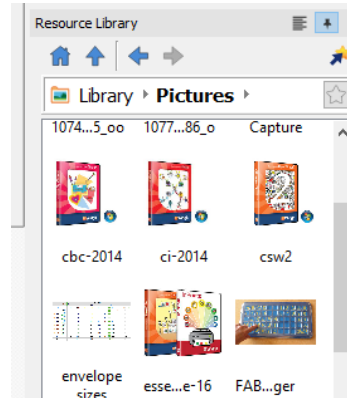 Resource Library
Library Pictures
1074...5_oo 1077...86_o Capture
cbc-2014 ci-2014 csw2
envelope
sizes esse...e-16 FAB...ger